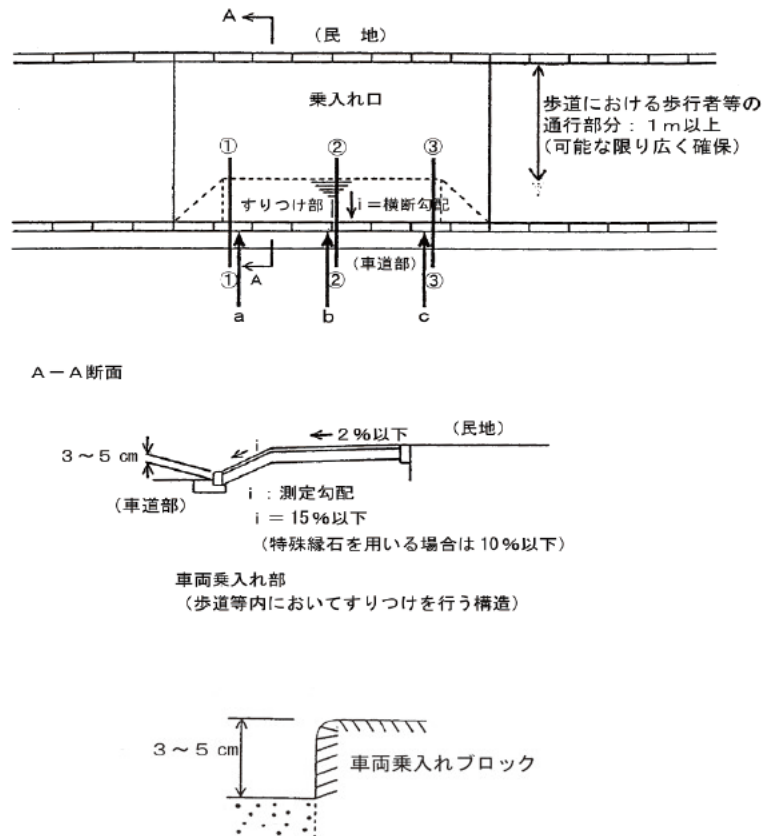 A
(民 地)
乗入れ口
歩道における歩行者等の
通行部分：1ｍ以上
(可能な限り広く確保)
① ② ③
すりつけ部 ｉ＝横断勾配
(車道部)
① A ② ③
a b c
A－A断面
3～5 cm
ｉ ←2％以下 (民地)
(車道部)
ｉ：測定勾配
ｉ＝15％以下
(特殊縁石を用いる場合は10％以下)
車両乗入れ部
(歩道等内においてすりつけを行う構造)
3～5 cm
車両乗入れブロック